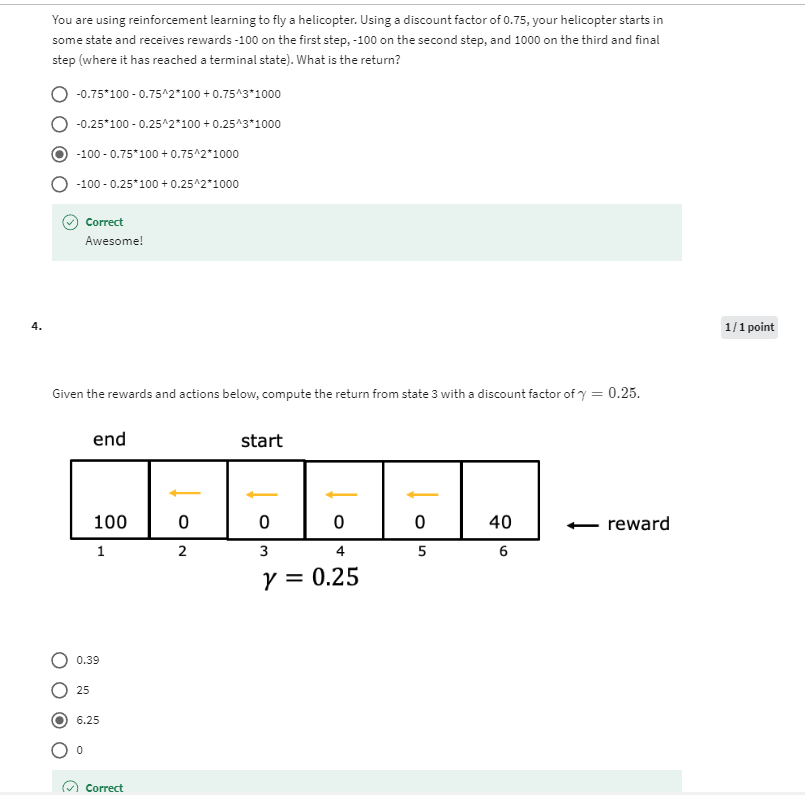 You are using reinforcement learning to fly a helicopter. Using a discount factor of 0.75, your helicopter starts in
some state and receives rewards -100 on the first step, -100 on the second step, and 1000 on the third and final
step (where it has reached a terminal state). What is the return?
-0.75*100 - 0.75^2*100 + 0.75^3*1000
-0.25*100 - 0.25^2*100 + 0.25^3*1000
-100 - 0.75*100 + 0.75^2*1000
-100 - 0.25*100 + 0.25^2*1000
Correct
Awesome!
4.
1 / 1 point
Given the rewards and actions below, compute the return from state 3 with a discount factor of γ = 0.25.
end start
100 0 0 0 0 40 reward
1 2 3 4 5 6
γ = 0.25
0.39
25
6.25
0
Correct